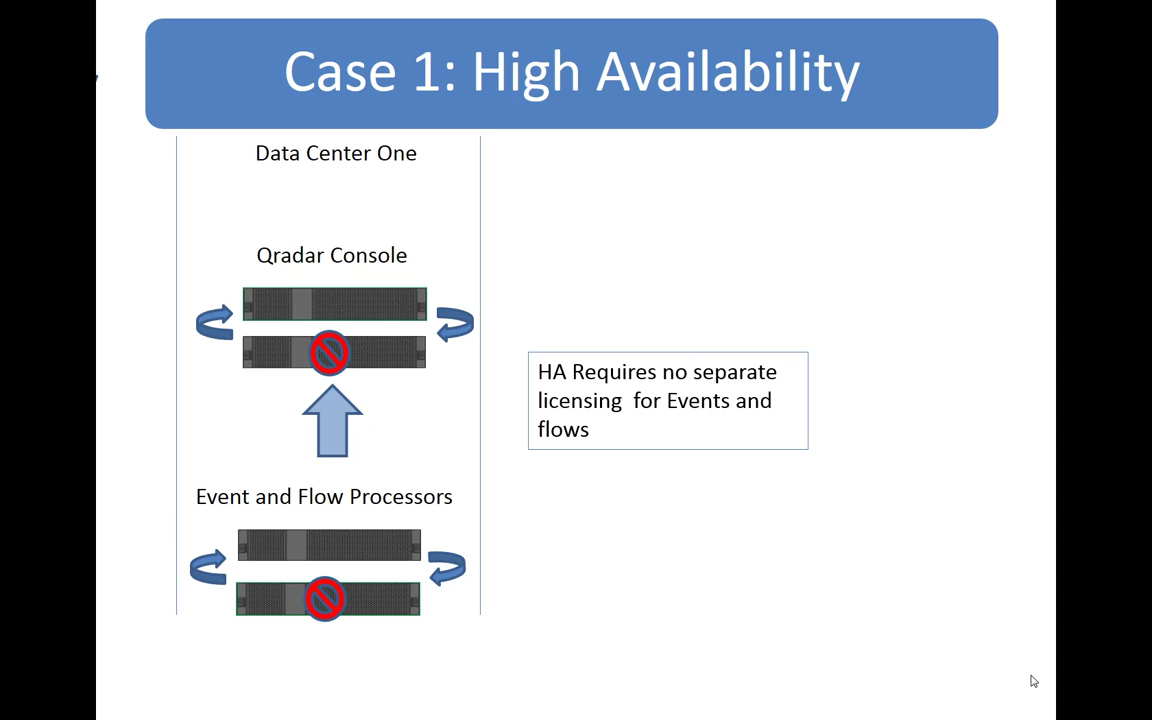 Case 1: High Availability
Data Center One
Qradar Console
HA Requires no separate
licensing  for Events and
flows
Event and Flow Processors